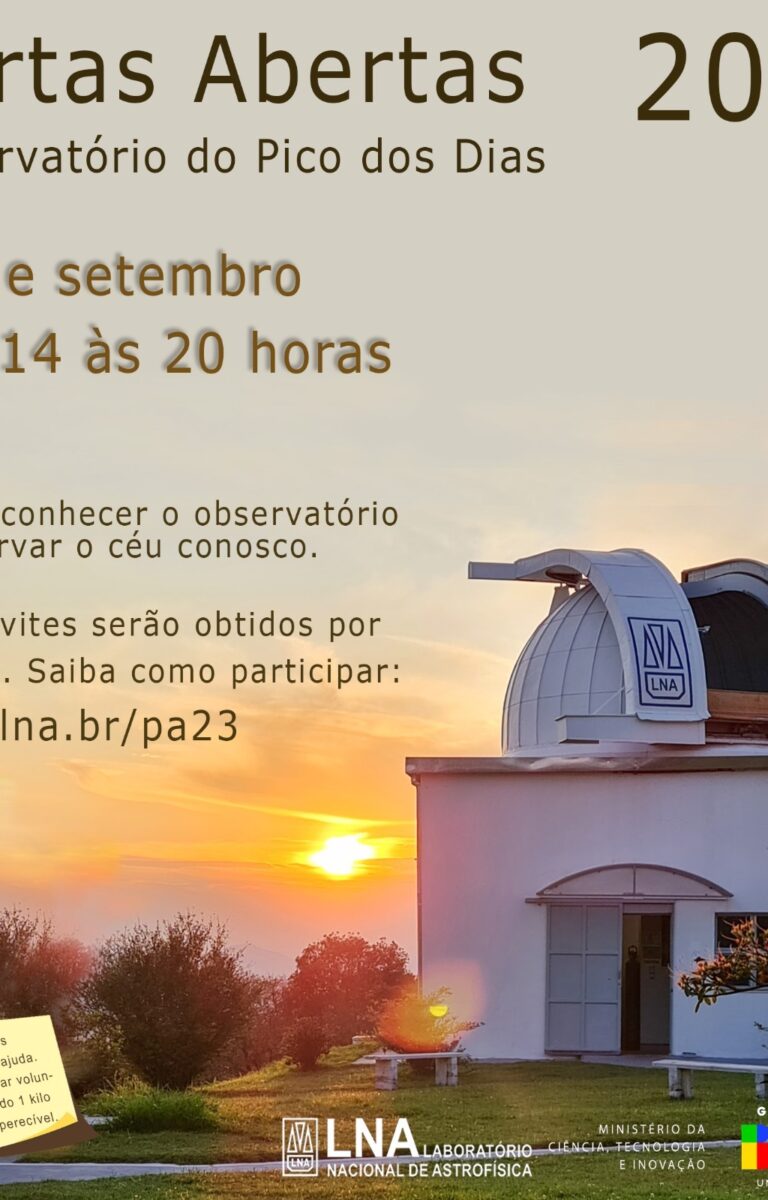 rtas Abertas 20
rvatório do Pico dos Dias
e setembro
14 às 20 horas
conhecer o observatório
rvar o céu conosco.
vites serão obtidos por
. Saiba como participar:
lna.br/pa23
LNA
s
ajuda.
ar volun-
do 1 kilo
perecível.
LNA
LNA LABORATÓRIO
NACIONAL DE ASTROFÍSICA
MINISTÉRIO DA
CIÊNCIA, TECNOLOGIA
E INOVAÇÃO
G
UN